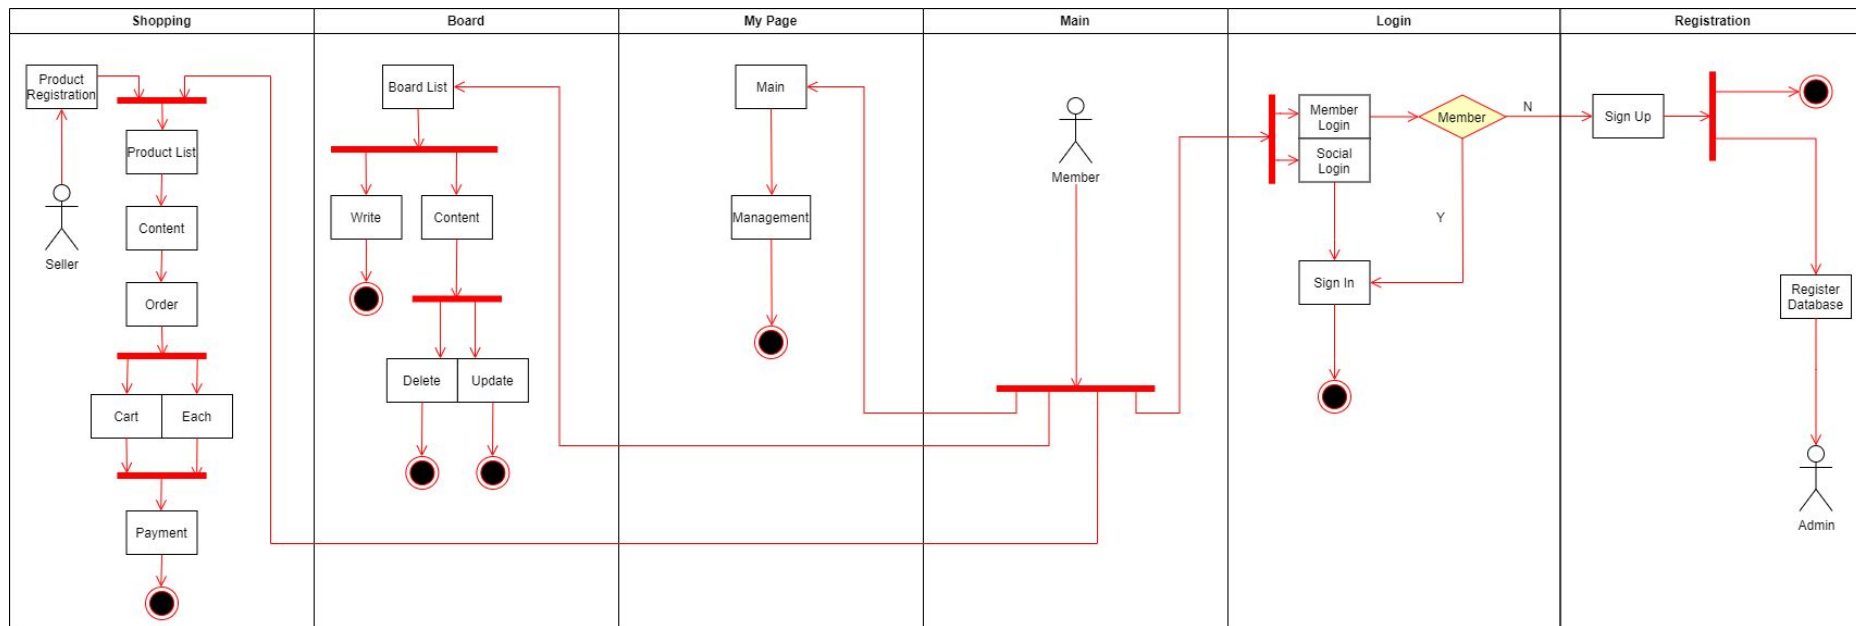 Shopping
Board
My Page
Main
Login
Registration
Product
Registration
Product List
Content
Seller
Order
Cart
Each
Payment
Board List
Write
Content
Delete
Update
Main
Management
Member
Member
Login
Social
Login
Member
N
Y
Sign In
Sign Up
Register
Database
Admin